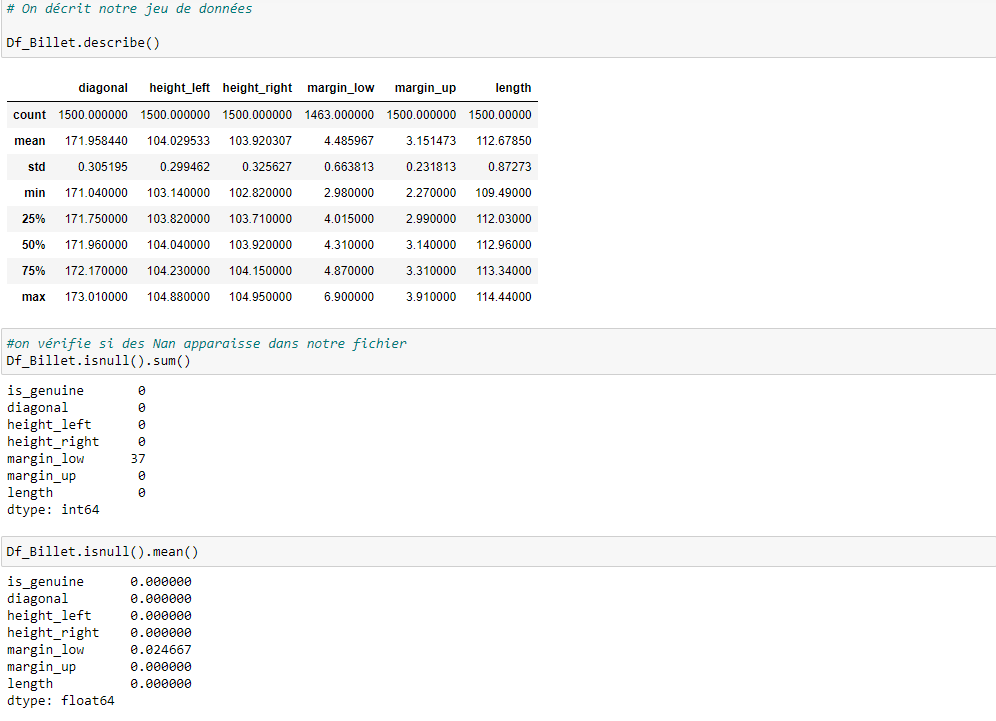 # On décrit notre jeu de données
Df_Billet.describe()
diagonal height_left height_right margin_low margin_up length
count 1500.000000 1500.000000 1500.000000 1463.000000 1500.000000 1500.00000
mean 171.958440 104.029533 103.920307 4.485967 3.151473 112.67850
std 0.305195 0.299462 0.325627 0.663813 0.231813 0.87273
min 171.040000 103.140000 102.820000 2.980000 2.270000 109.49000
25% 171.750000 103.820000 103.710000 4.015000 2.990000 112.03000
50% 171.960000 104.040000 103.920000 4.310000 3.140000 112.96000
75% 172.170000 104.230000 104.150000 4.870000 3.310000 113.34000
max 173.010000 104.880000 104.950000 6.900000 3.910000 114.44000
#on vérifie si des Nan apparaisse dans notre fichier
Df_Billet.isnull().sum()
is_genuine 0
diagonal 0
height_left 0
height_right 0
margin_low 37
margin_up 0
length 0
dtype: int64
Df_Billet.isnull().mean()
is_genuine 0.000000
diagonal 0.000000
height_left 0.000000
height_right 0.000000
margin_low 0.024667
margin_up 0.000000
length 0.000000
dtype: float64